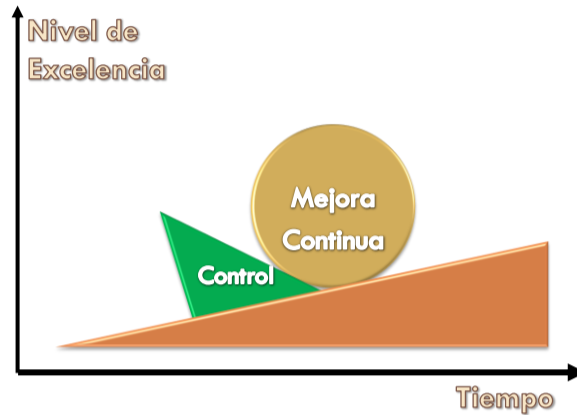 Nivel de
Excelencia
Mejora
Continua
Control
Tiempo